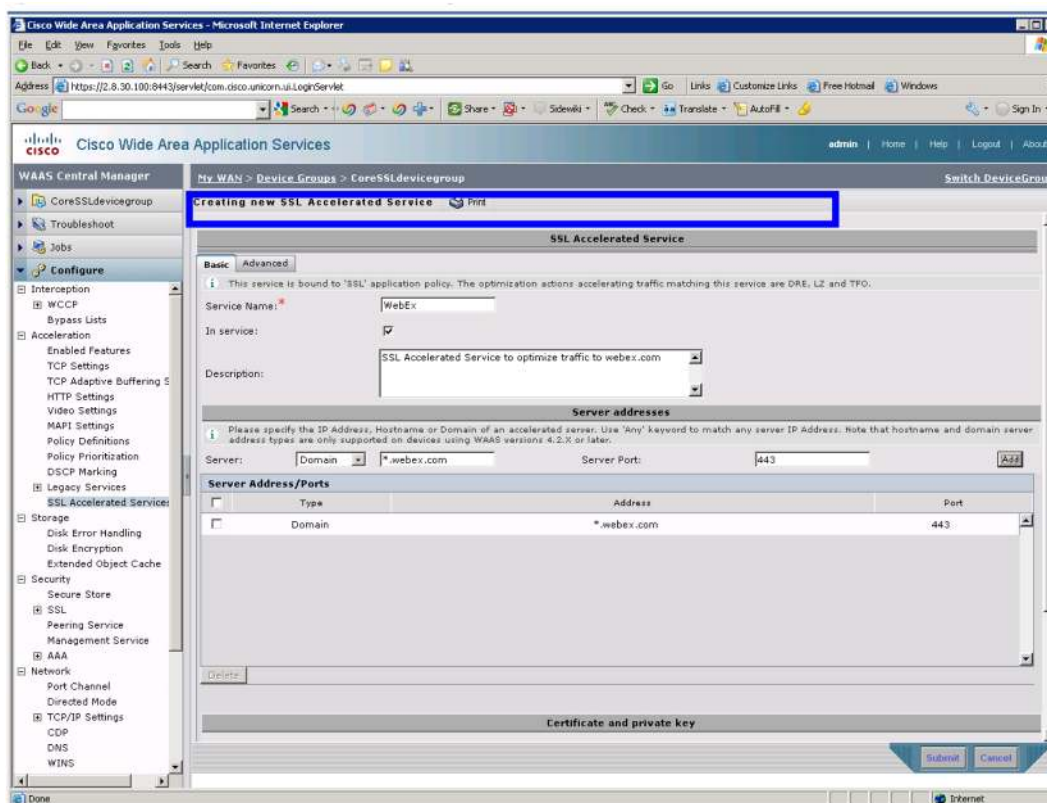 Cisco Wide Area Application Services - Microsoft Internet Explorer
File Edit View Favorites Tools Help
Back Search Favorites
Address https://2.8.30.100:8443/servlet/com.cisco.unicorn.ui.LoginServlet Go Links Customize Links Free Hotmail Windows
Google Search Share Sidewiki Check Translate AutoFill Sign In
CISCO Cisco Wide Area Application Services admin | Home | Help | Logout | About
WAAS Central Manager
My WAN > Device Groups > CoreSSLdevicegroup Switch DeviceGrou
CoreSSLdevicegroup
Troubleshoot
Jobs
Configure
Interception
WCCP
Bypass Lists
Acceleration
Enabled Features
TCP Settings
TCP Adaptive Buffering S
HTTP Settings
Video Settings
MAPI Settings
Policy Definitions
Policy Prioritization
DSCP Marking
Legacy Services
SSL Accelerated Services
Storage
Disk Error Handling
Disk Encryption
Extended Object Cache
Security
Secure Store
SSL
Peering Service
Management Service
AAA
Network
Port Channel
Directed Mode
TCP/IP Settings
CDP
DNS
WINS
Creating new SSL Accelerated Service Print
SSL Accelerated Service
Basic Advanced
This service is bound to 'SSL' application policy. The optimization actions accelerating traffic matching this service are DRE, LZ and TFO.
Service Name:* WebEx
In service:
Description: SSL Accelerated Service to optimize traffic to webex.com
Server addresses
Please specify the IP Address, Hostname or Domain of an accelerated server. Use 'Any' keyword to match any server IP Address. Note that hostname and domain server
address types are only supported on devices using WAAS versions 4.2.X or later.
Server: Domain *.webex.com Server Port: 443 Add
Server Address/Ports
Type Address Port
Domain *.webex.com 443
Delete
Certificate and private key
Submit Cancel
Done Internet